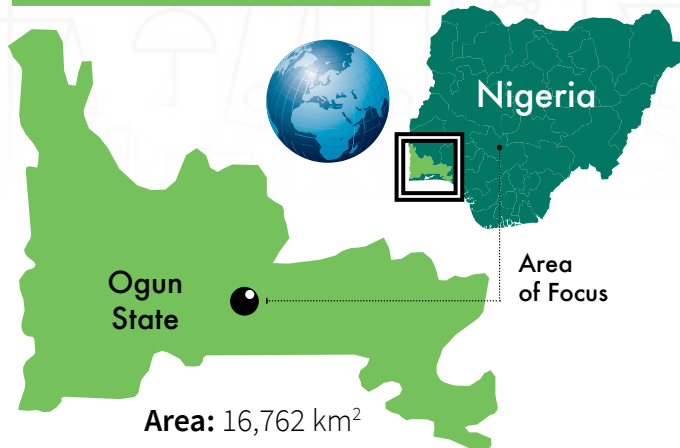 Nigeria
Area
of Focus
Ogun
State
Area: 16,762 km²